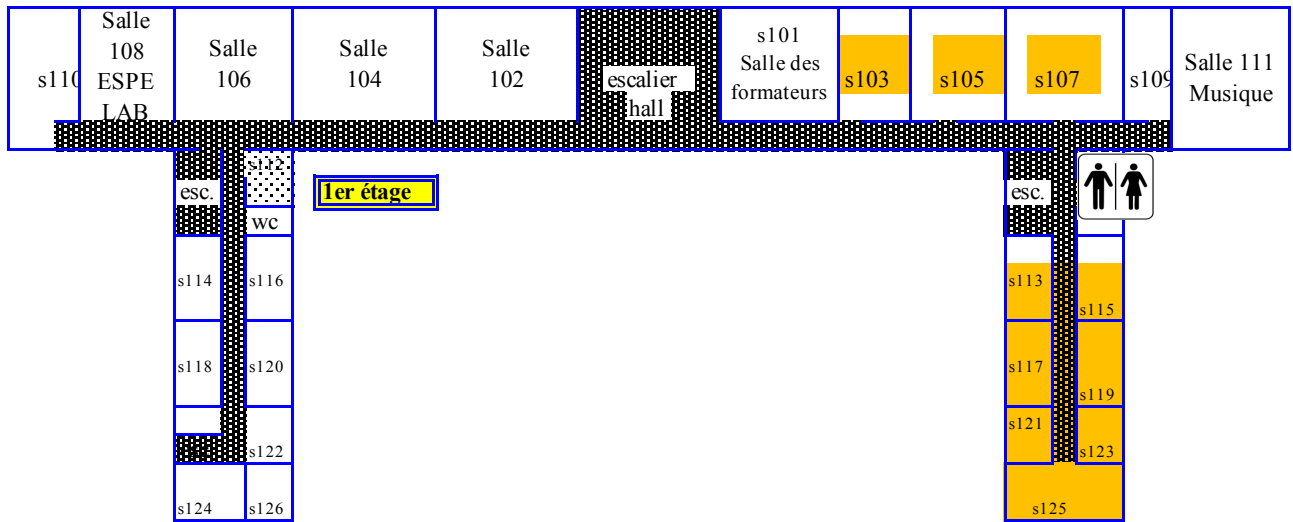 s110
Salle
108
ESPE
LAB
Salle
106
Salle
104
Salle
102
escalier
hall
s101
Salle des
formateurs
s103
s105
s107
s109
Salle 111
Musique
esc.
s112
wc
1er étage
esc.
s114
s116
s113
s115
s118
s120
s117
s119
s122
s121
s123
s124
s126
s125